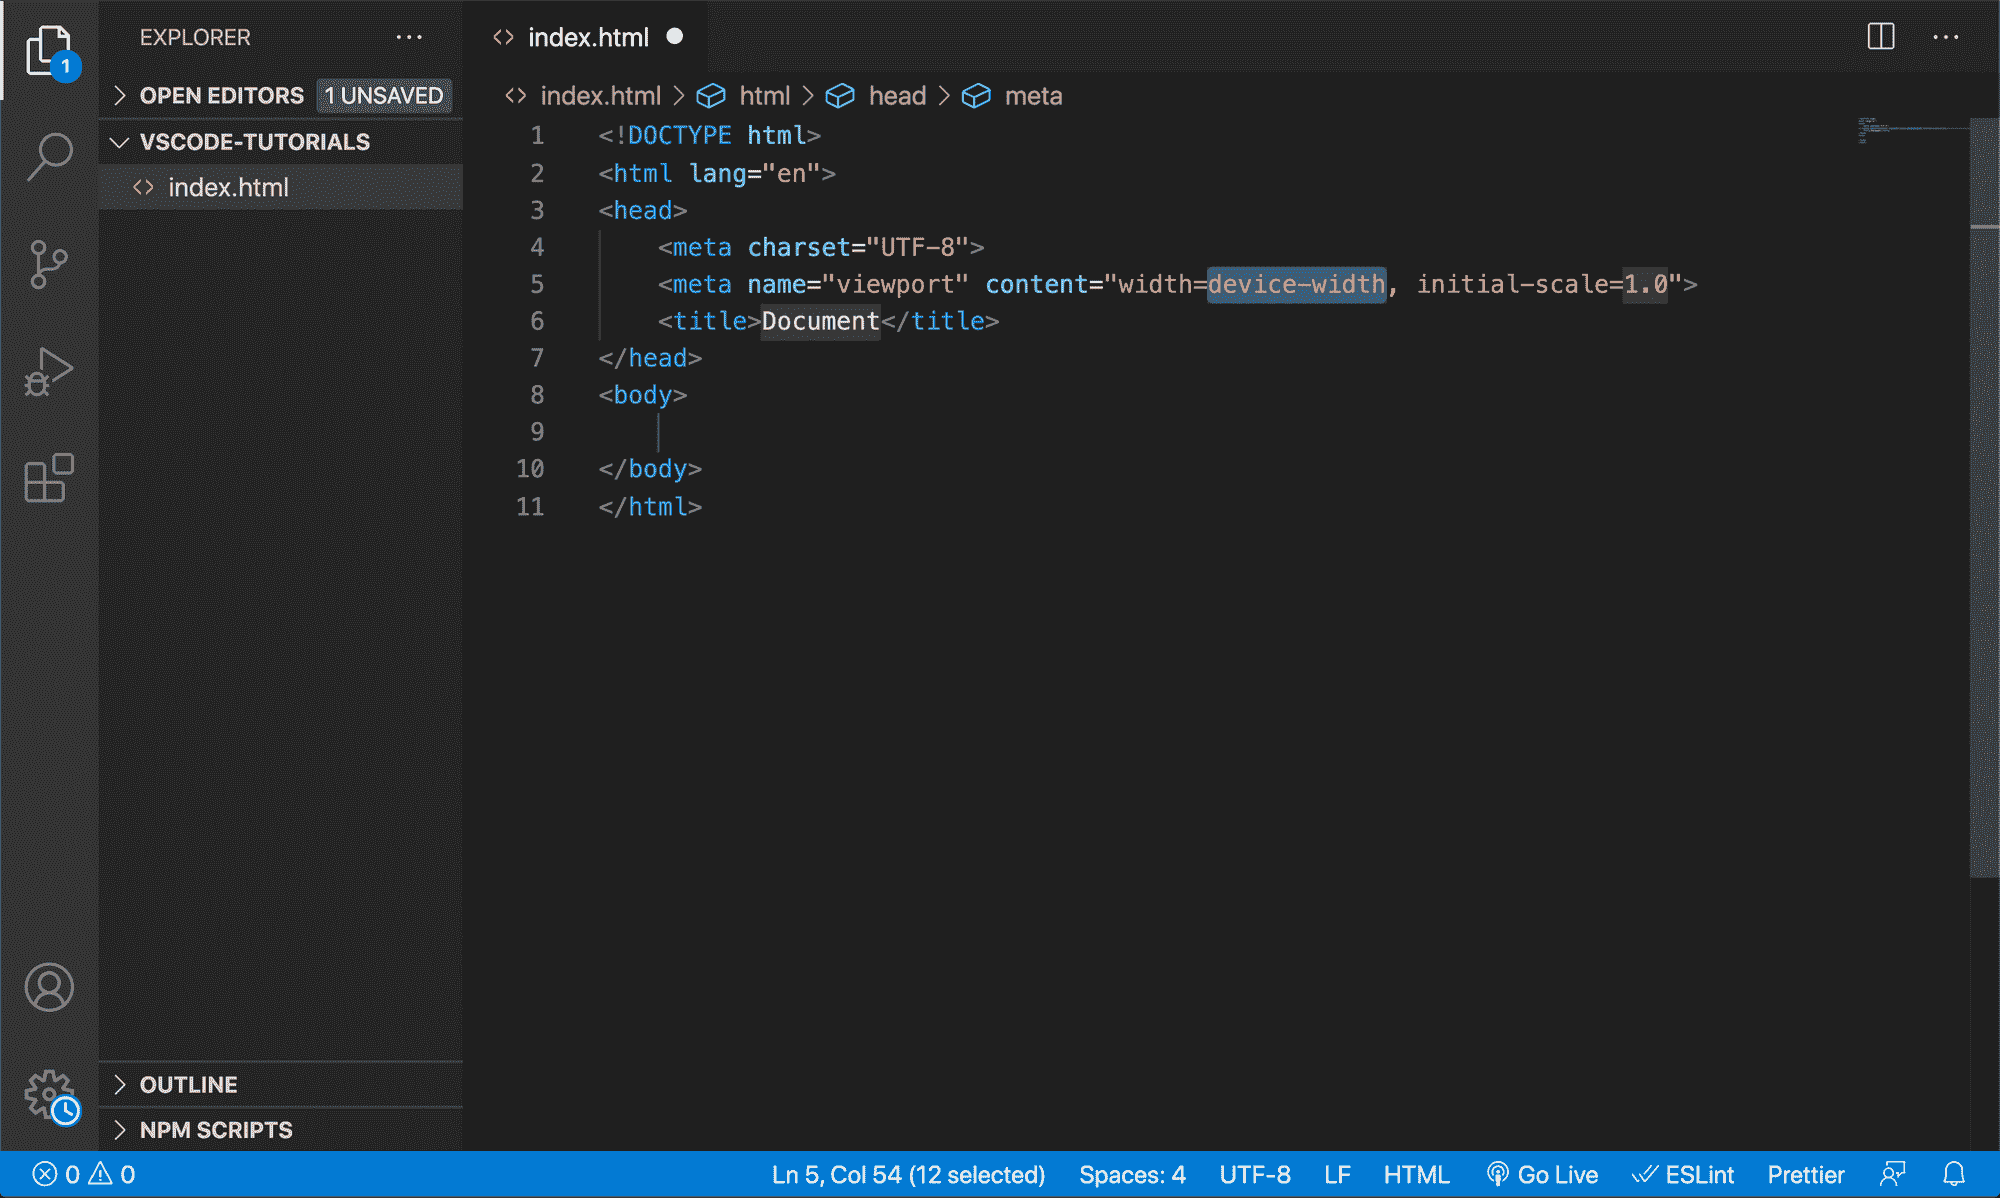 EXPLORER ...
1
OPEN EDITORS 1 UNSAVED
VSCODE-TUTORIALS
<> index.html
OUTLINE
NPM SCRIPTS
<> index.html
<> index.html > html > head > meta
1 <!DOCTYPE html>
2 <html lang="en">
3 <head>
4 <meta charset="UTF-8">
5 <meta name="viewport" content="width=device-width, initial-scale=1.0">
6 <title>Document</title>
7 </head>
8 <body>
9
10 </body>
11 </html>
0 0 Ln 5, Col 54 (12 selected) Spaces: 4 UTF-8 LF HTML Go Live ESLint Prettier